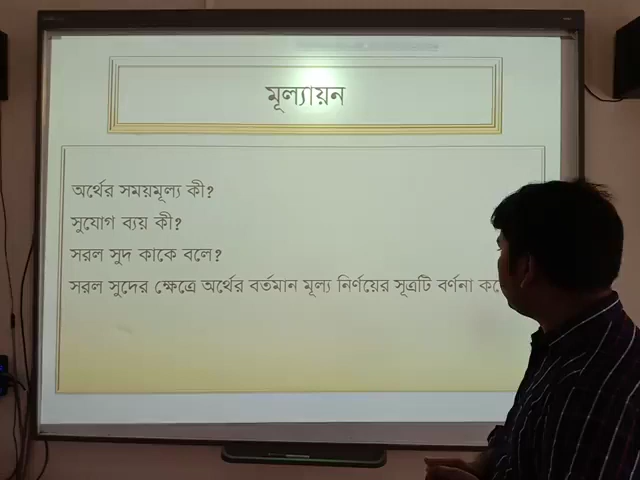 মূল্যায়ন
অর্থের সময়মূল্য কী?
সুযোগ ব্যয় কী?
সরল সুদ কাকে বলে?
সরল সুদের ক্ষেত্রে অর্থের বর্তমান মূল্য নির্ণয়ের সূত্রটি বর্ণনা